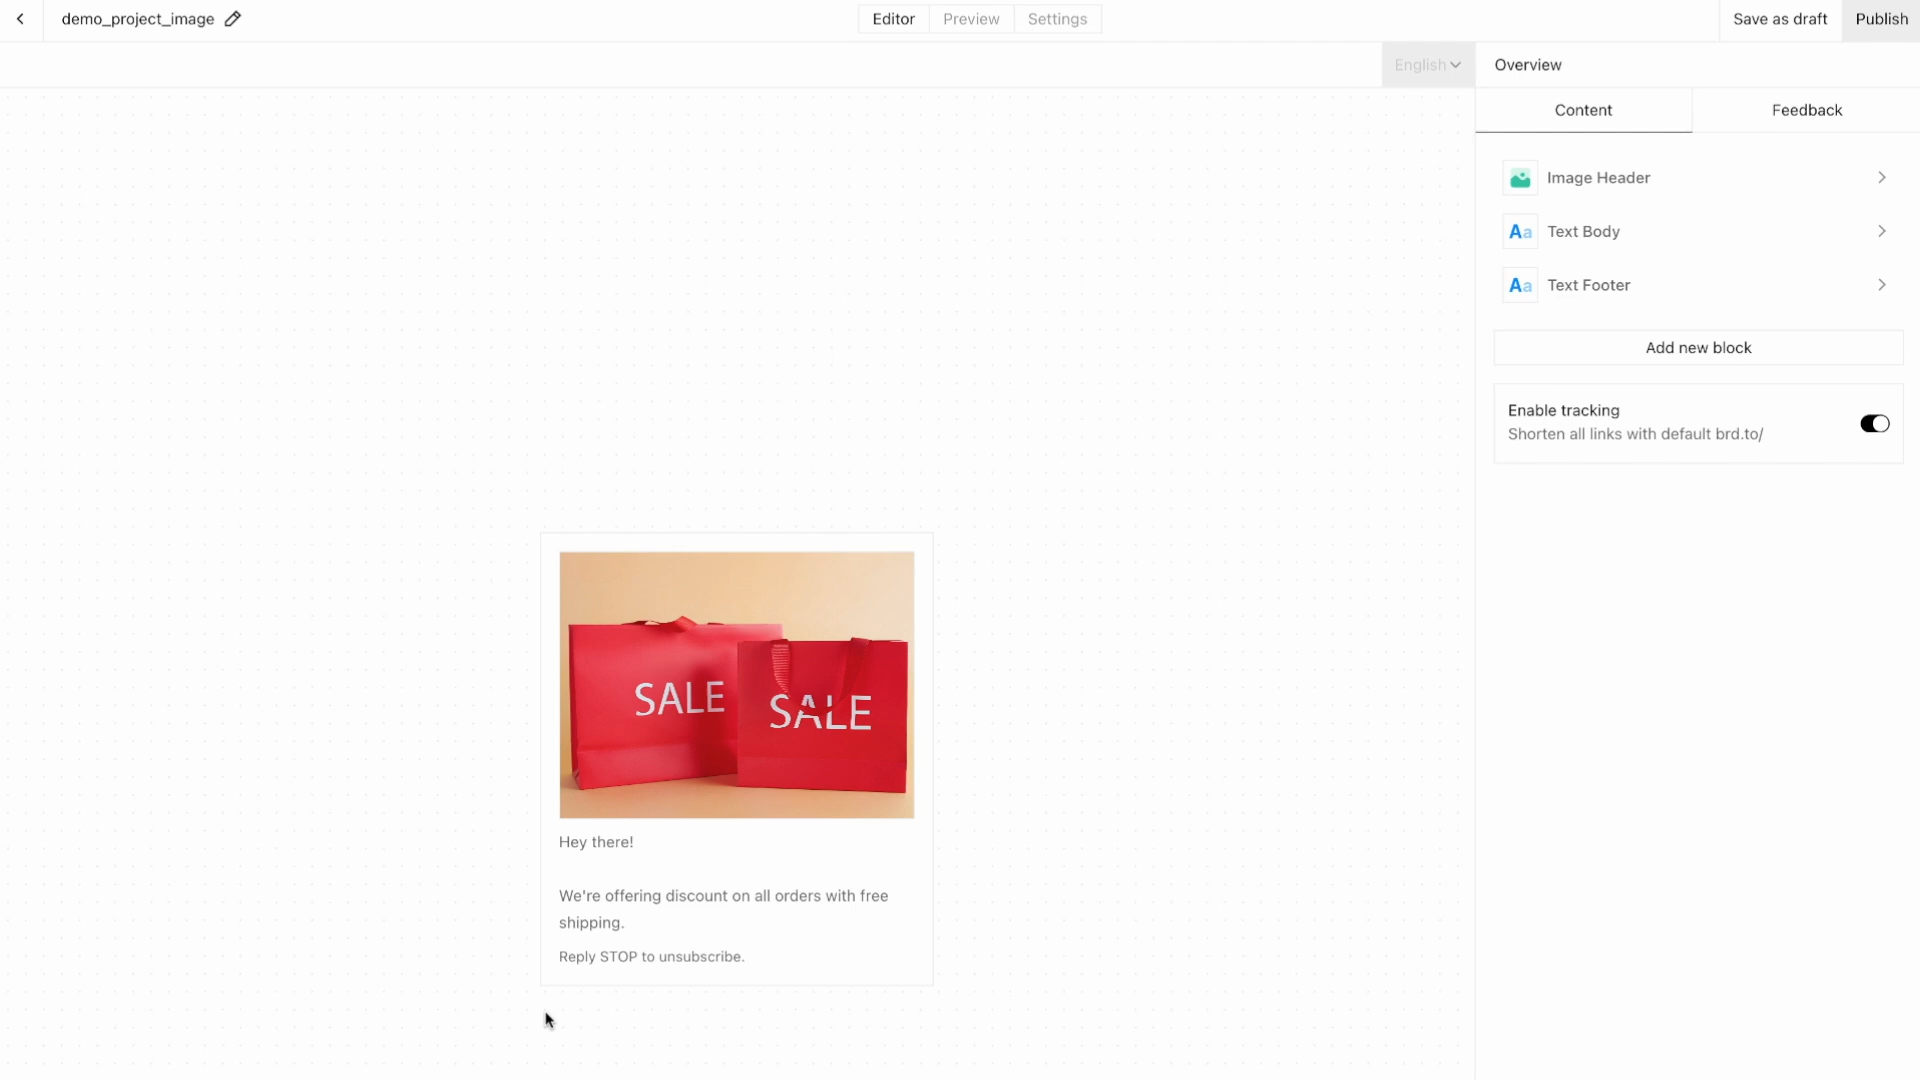 demo_project_image
Editor
Preview
Settings
Save as draft
Publish
English
Overview
Content
Feedback
Image Header
Aa Text Body
Aa Text Footer
Add new block
Enable tracking
Shorten all links with default brd.to/
SALE
SALE
Hey there!
We're offering discount on all orders with free
shipping.
Reply STOP to unsubscribe.